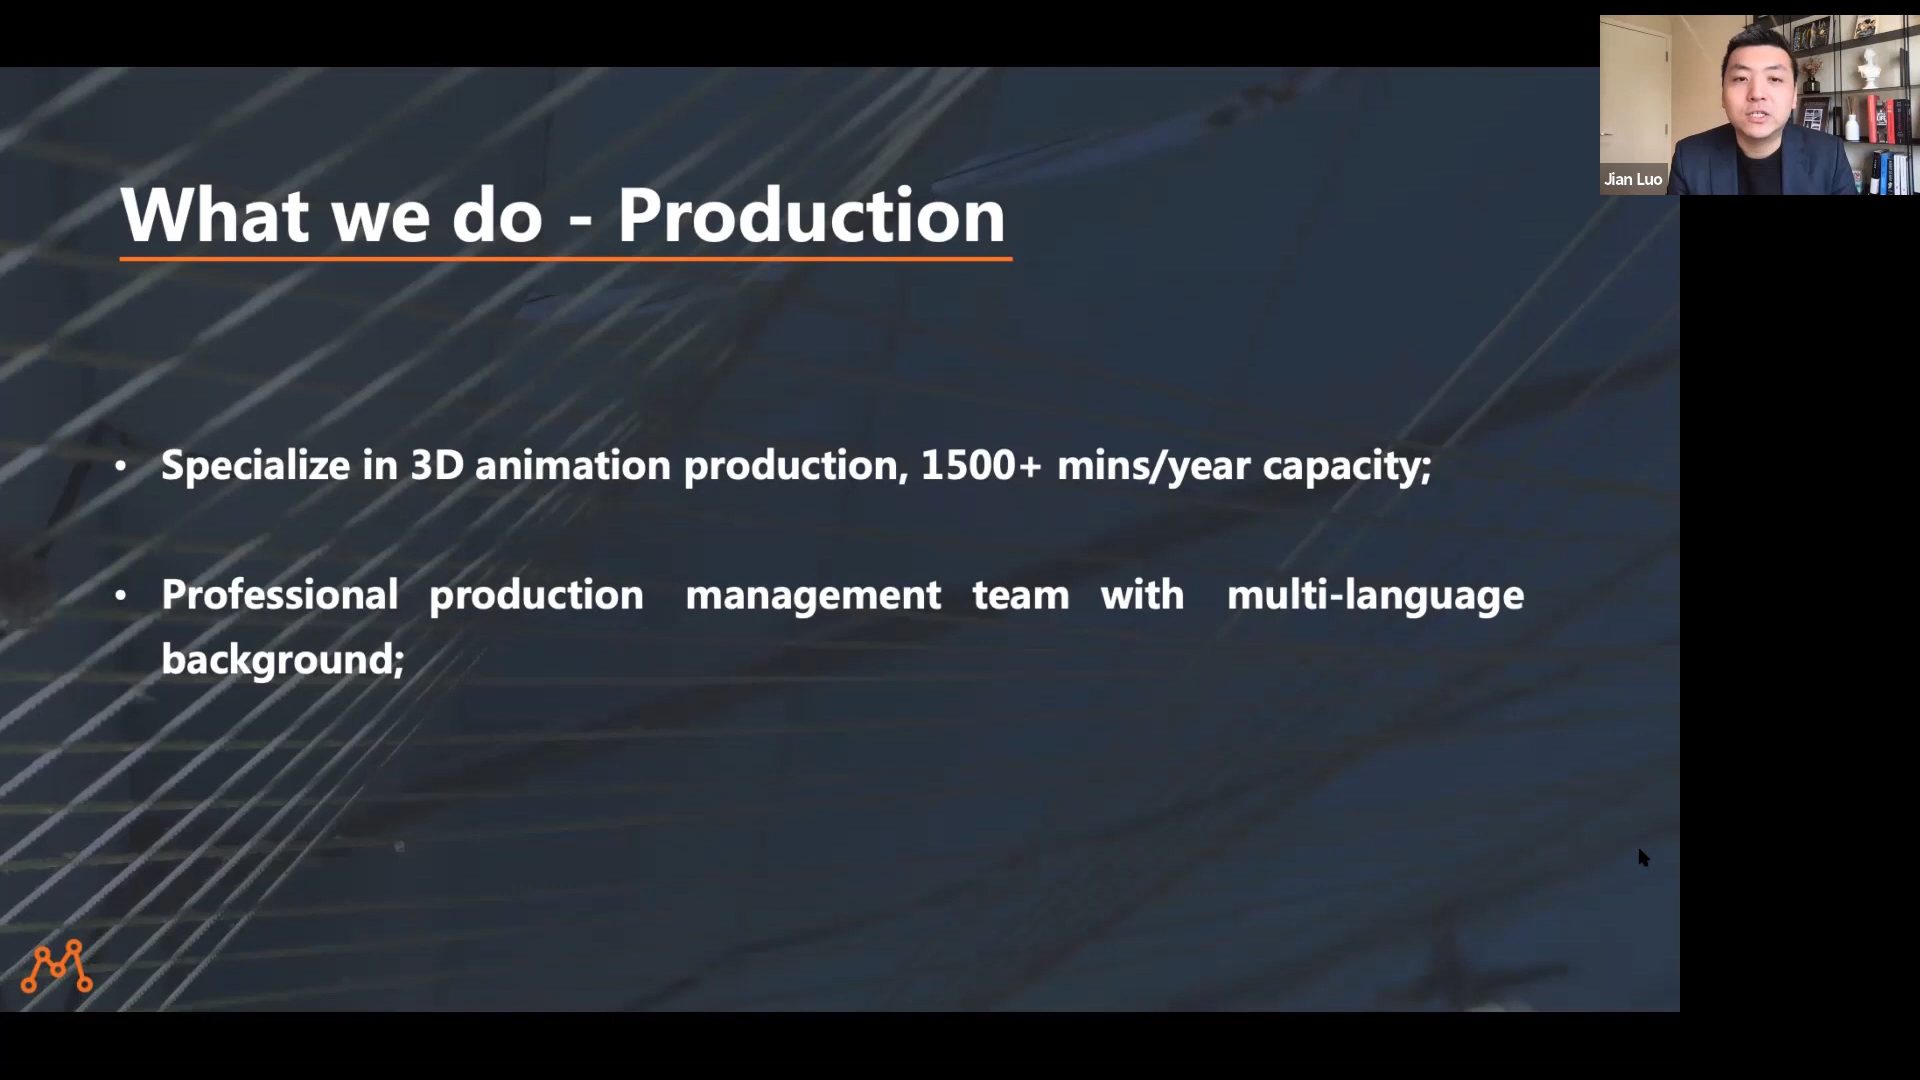 What we do - Production
• Specialize in 3D animation production, 1500+ mins/year capacity;
• Professional production management team with multi-language
background;
Jian Luo